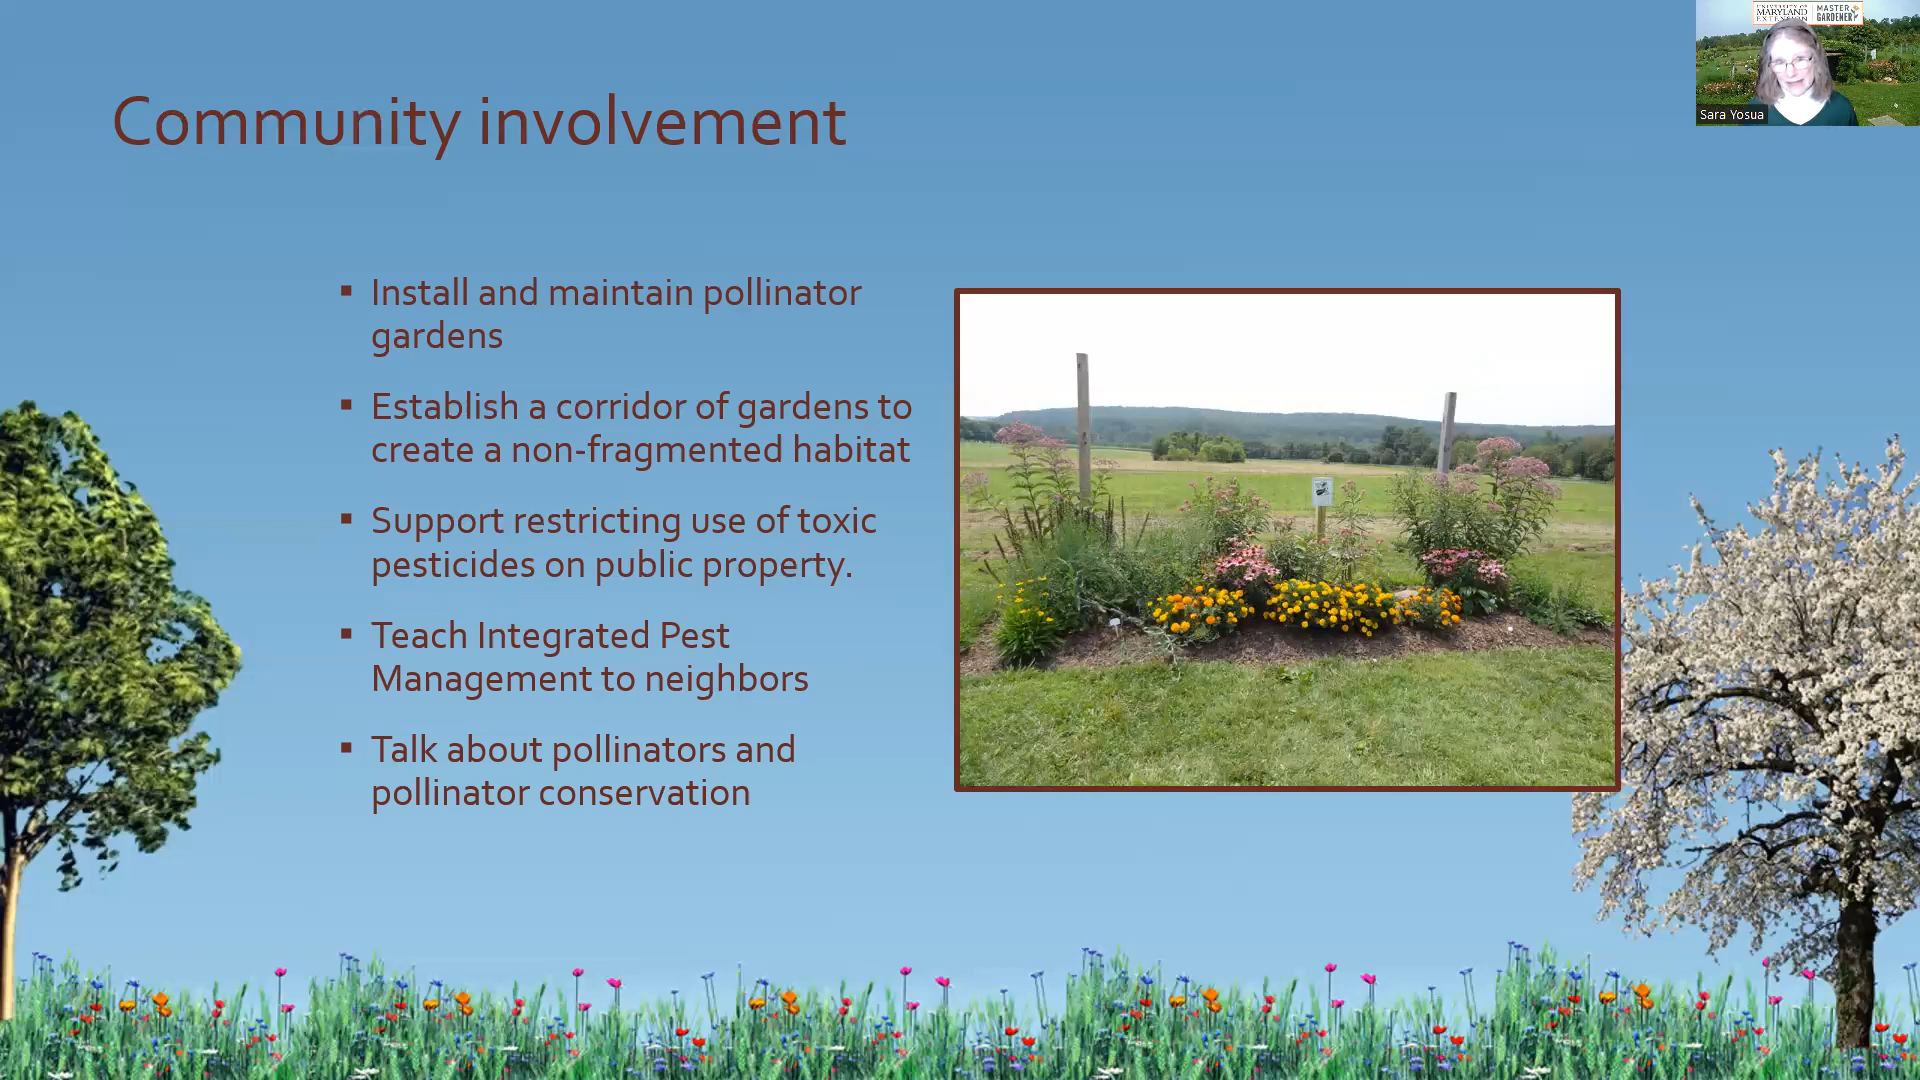 UNIVERSITY OF
MARYLAND
EXTENSION
MASTER
GARDENER
Sara Yosua
Community involvement
▪ Install and maintain pollinator
gardens
▪ Establish a corridor of gardens to
create a non-fragmented habitat
▪ Support restricting use of toxic
pesticides on public property.
▪ Teach Integrated Pest
Management to neighbors
▪ Talk about pollinators and
pollinator conservation